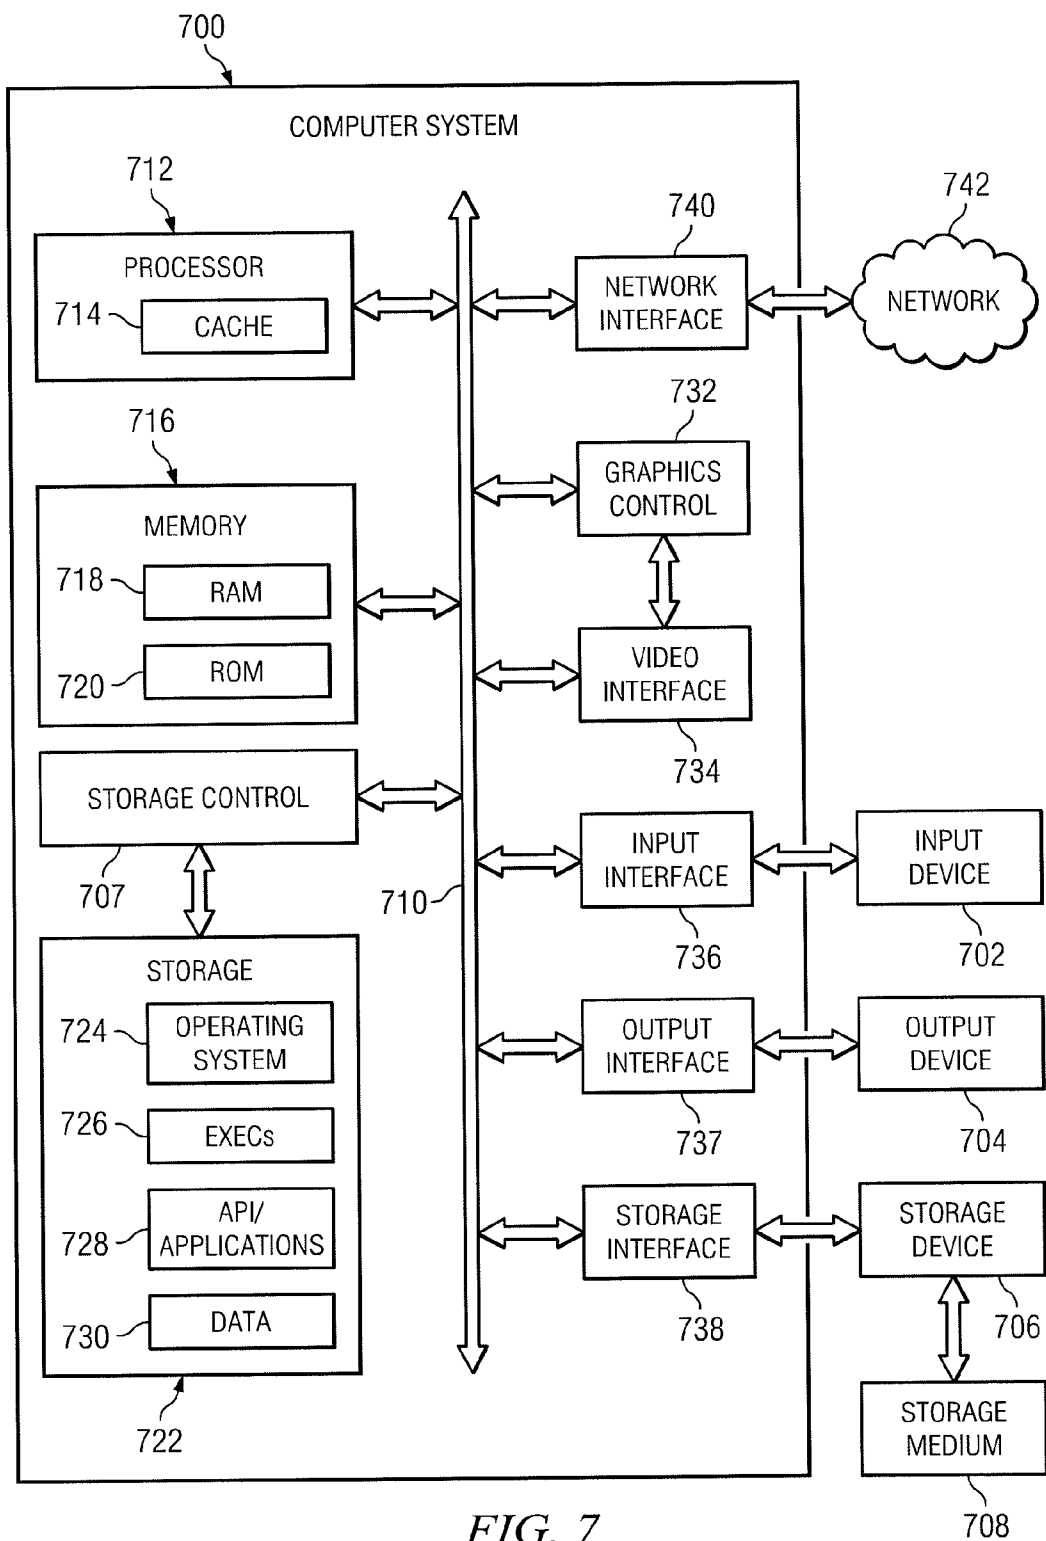 700
COMPUTER SYSTEM
712
PROCESSOR
714
CACHE
740
NETWORK
INTERFACE
742
NETWORK
716
MEMORY
718
RAM
720
ROM
732
GRAPHICS
CONTROL
VIDEO
INTERFACE
734
STORAGE CONTROL
707
710
INPUT
INTERFACE
736
INPUT
DEVICE
702
STORAGE
724
OPERATING
SYSTEM
726
EXECs
728
API/
APPLICATIONS
730
DATA
722
OUTPUT
INTERFACE
737
OUTPUT
DEVICE
704
STORAGE
INTERFACE
738
STORAGE
DEVICE
706
STORAGE
MEDIUM
708
FIG. 7